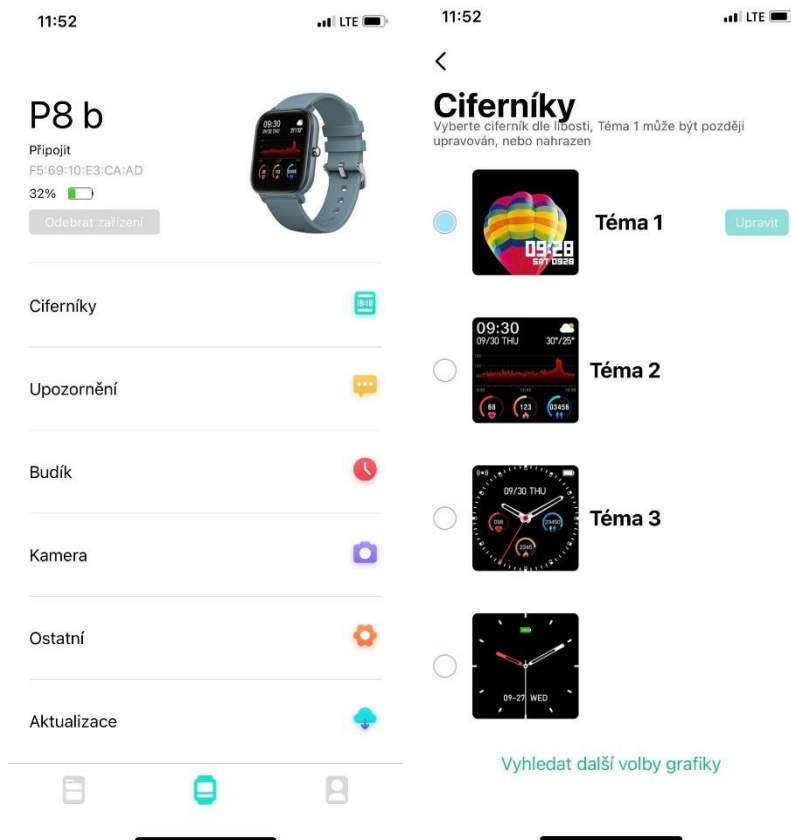 11:52
LTE
P8 b
Připojit
F5:69:10:E3:CA:AD
32%
Odebrat zařízení
09:30
Ciferníky
Upozornění
Budík
Kamera
Ostatní
Aktualizace
11:52
LTE
Ciferníky
Vyberte ciferník dle libosti, Téma 1 může být později
upravován, nebo nahrazen
09:28
SAT 0928
Téma 1
Upravit
09:30
09/30 THU
30°/25°
68
123
03456
Téma 2
09/30 THU
23450
2345
Téma 3
09-27 WED
Vyhledat další volby grafiky